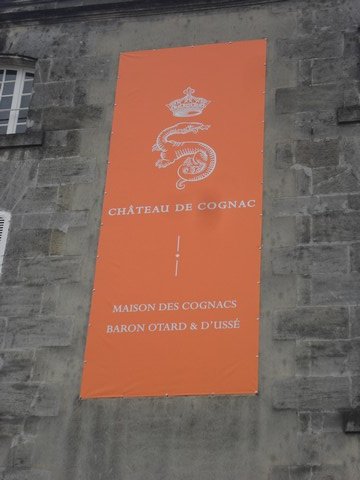 CHÂTEAU DE COGNAC
MAISON DES COGNACS
BARON OTARD & D'USSÉ